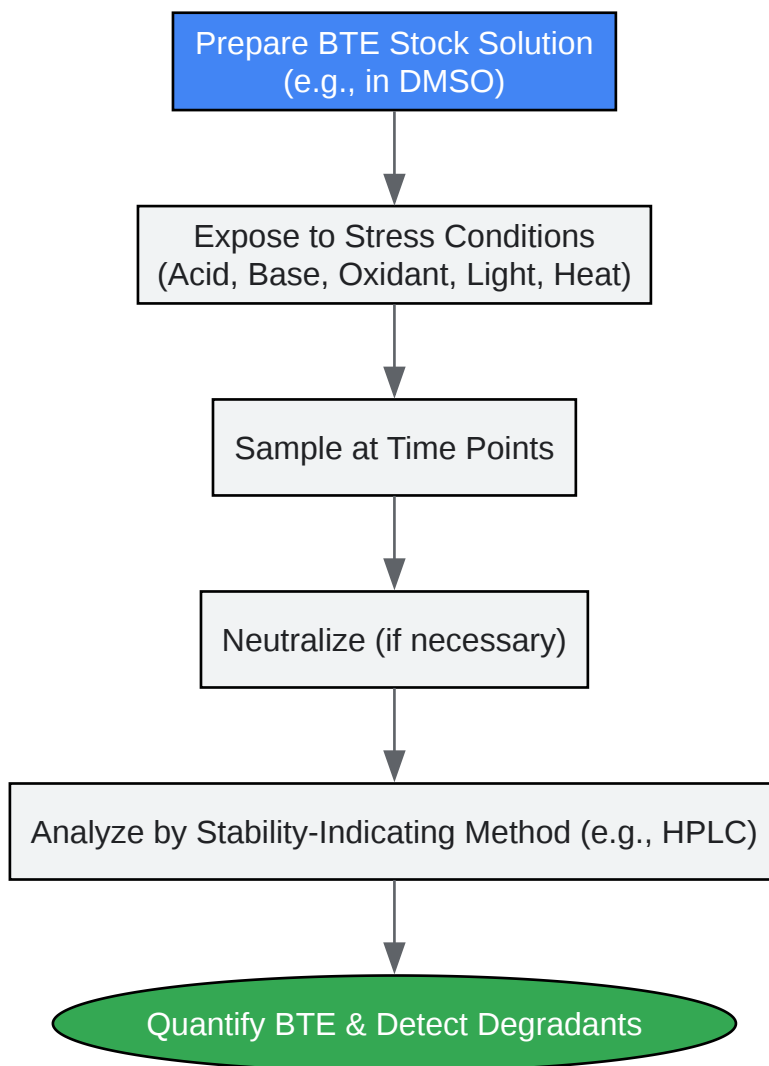 Prepare BTE Stock Solution
(e.g., in DMSO)
Expose to Stress Conditions
(Acid, Base, Oxidant, Light, Heat)
Sample at Time Points
Neutralize (if necessary)
Analyze by Stability-Indicating Method (e.g., HPLC)
Quantify BTE & Detect Degradants